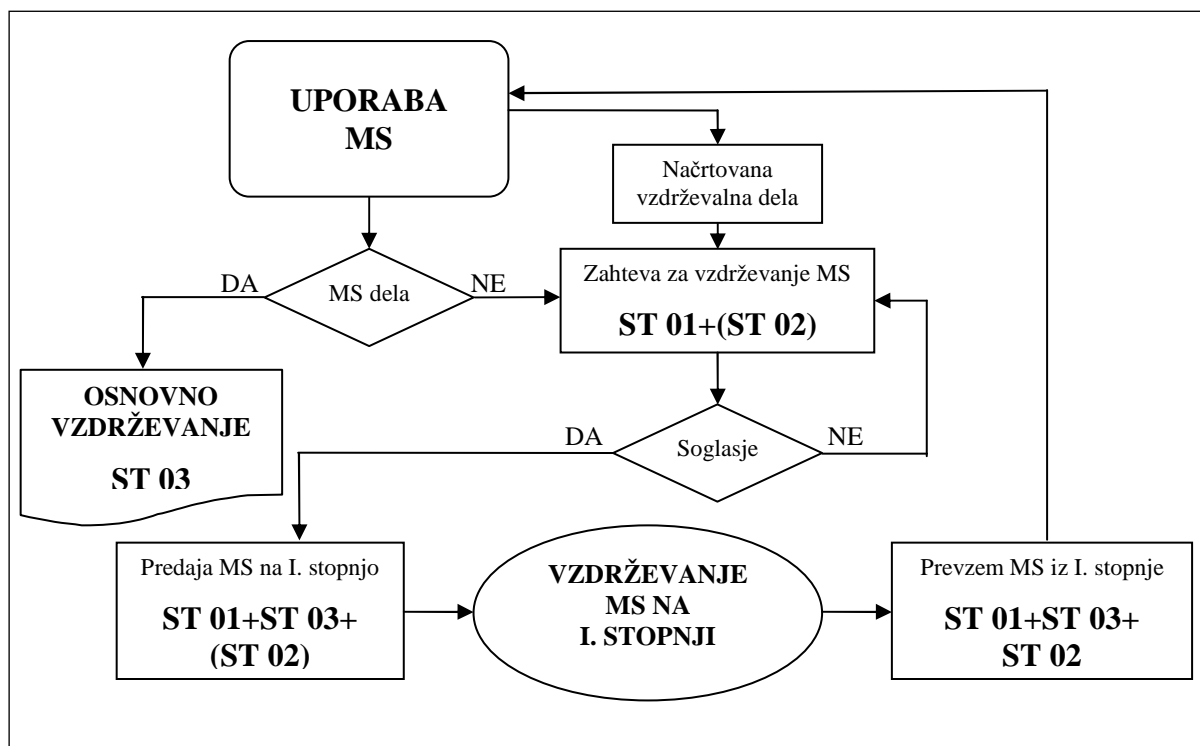 UPORABA
MS
Načrtovana
vzdrževalna dela
DA
MS dela
NE
Zahteva za vzdrževanje MS
ST 01+(ST 02)
OSNOVNO
VZDRŽEVANJE
ST 03
DA
Soglasje
NE
Predaja MS na I. stopnjo
ST 01+ST 03+
(ST 02)
VZDRŽEVANJE
MS NA
I. STOPNJI
Prevzem MS iz I. stopnje
ST 01+ST 03+
ST 02